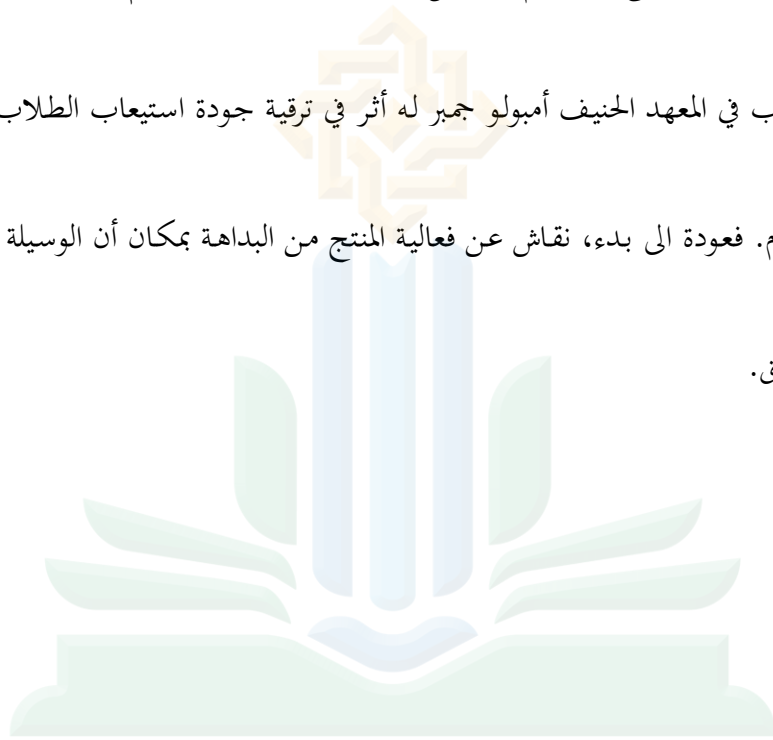 ب في المعهد الحنيف أمبولو جمبر له أثر في ترقية جودة استيعاب الطلاب
م. فعودة الى بدء، نقاش عن فعالية المنتج من البداهة بمكان أن الوسيلة
ق.